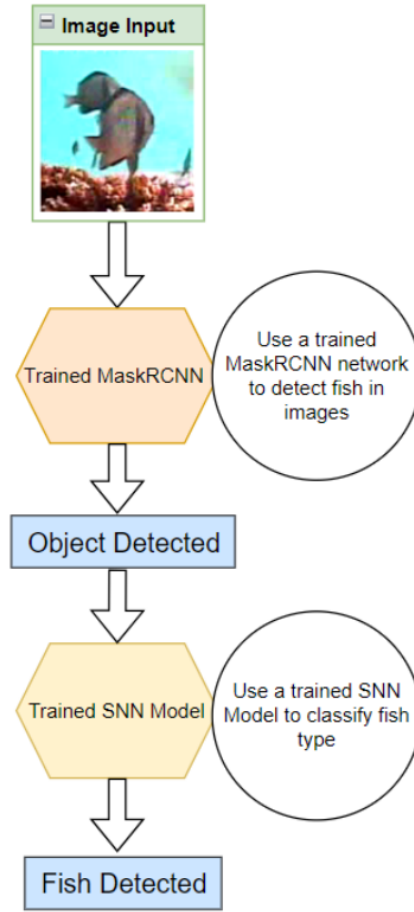 Image Input
Trained MaskRCNN
Use a trained
MaskRCNN network
to detect fish in
images
Object Detected
Trained SNN Model
Use a trained SNN
Model to classify fish
type
Fish Detected